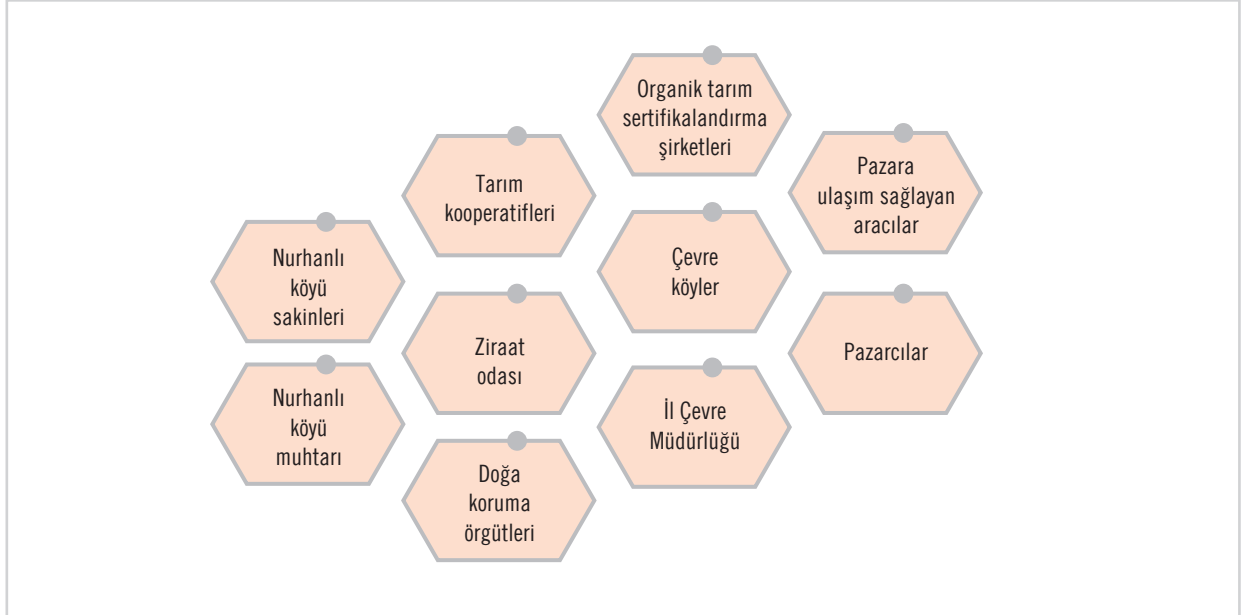 Organik tarım
sertifikalandırma
şirketleri
Tarım
kooperatifleri
Pazara
ulaşım sağlayan
aracılar
Nurhanlı
köyü
sakinleri
Çevre
köyler
Ziraat
odası
Pazarcılar
Nurhanlı
köyü
muhtarı
İl Çevre
Müdürlüğü
Doğa
koruma
örgütleri